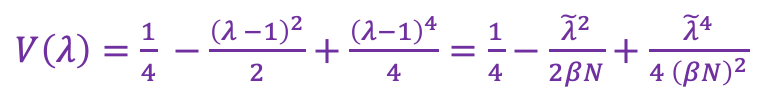 V(λ) = 1/4 − (λ−1)²/2 + (λ−1)⁴/4 = 1/4 − λ̃²/2βN + λ̃⁴/4 (βN)²